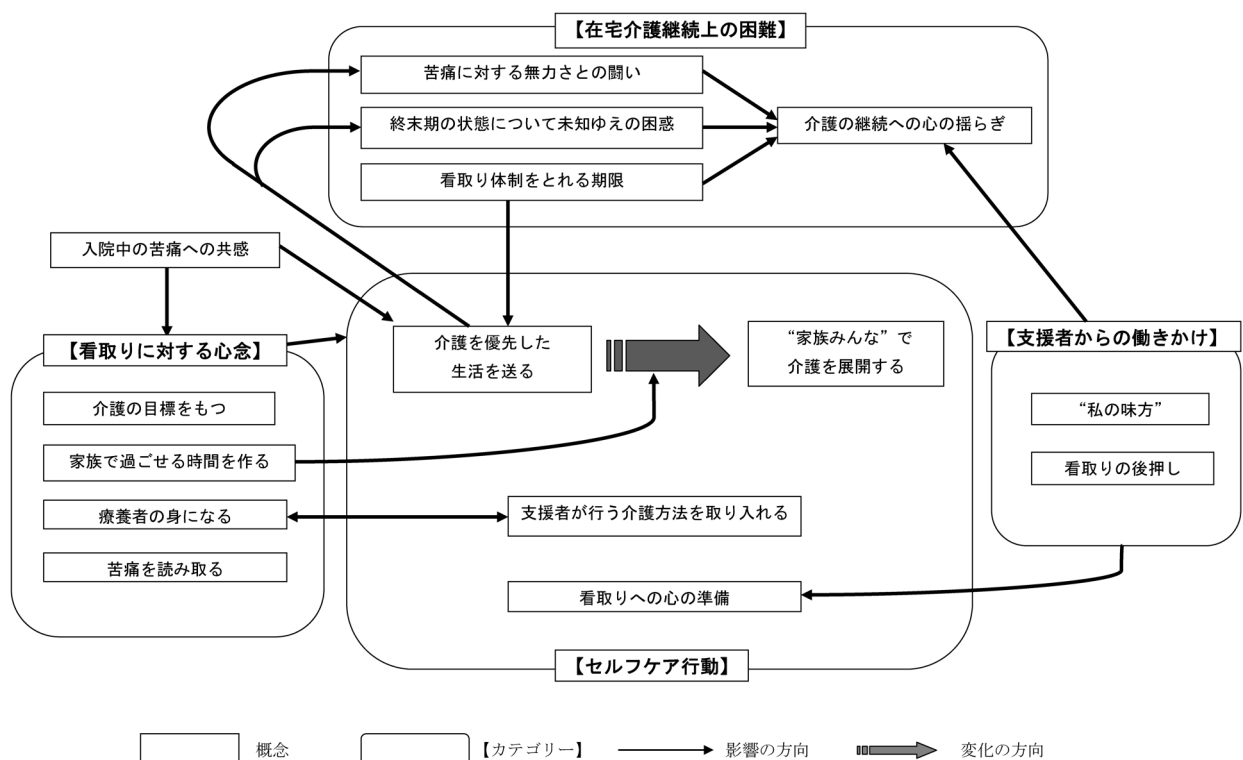 【在宅介護継続上の困難】
苦痛に対する無力さとの闘い
終末期の状態について未知ゆえの困惑
看取り体制をとれる期限
介護の継続への心の揺らぎ
入院中の苦痛への共感
【看取りに対する心念】
介護の目標をもつ
家族で過ごせる時間を作る
療養者の身になる
苦痛を読み取る
介護を優先した
生活を送る
“家族みんな”で
介護を展開する
支援者が行う介護方法を取り入れる
看取りへの心の準備
【セルフケア行動】
【支援者からの働きかけ】
“私の味方”
看取りの後押し
概念
【カテゴリー】
影響の方向
変化の方向